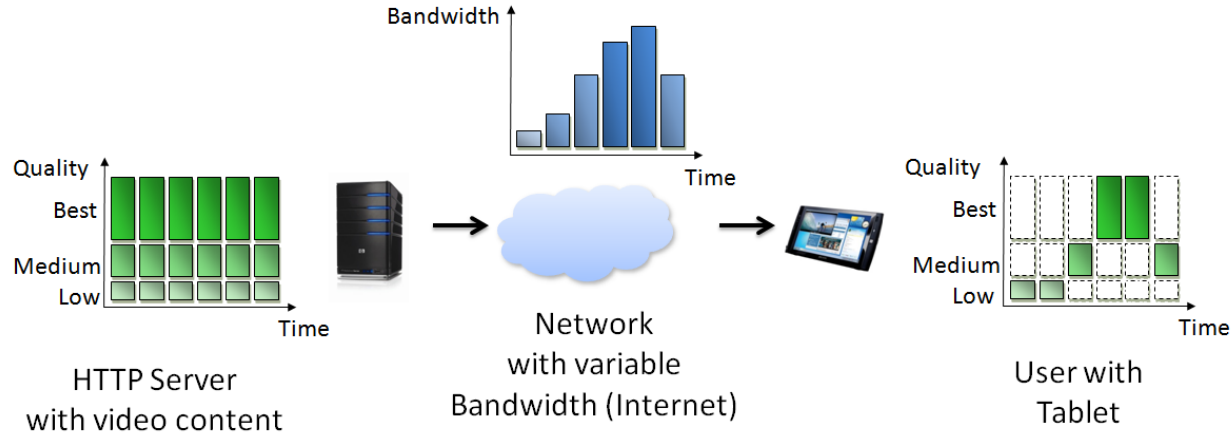 Bandwidth
Time
Quality
Best
Medium
Low
Time
HTTP Server
with video content
Network
with variable
Bandwidth (Internet)
Quality
Best
Medium
Low
Time
User with
Tablet